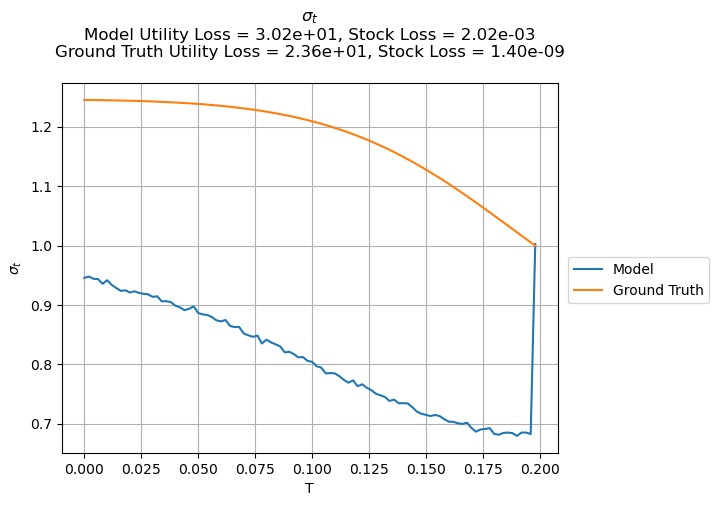 σt
Model Utility Loss = 3.02e+01, Stock Loss = 2.02e-03
Ground Truth Utility Loss = 2.36e+01, Stock Loss = 1.40e-09
1.2
1.1
1.0
0.9
0.8
0.7
σt
0.000 0.025 0.050 0.075 0.100 0.125 0.150 0.175 0.200
T
Model
Ground Truth